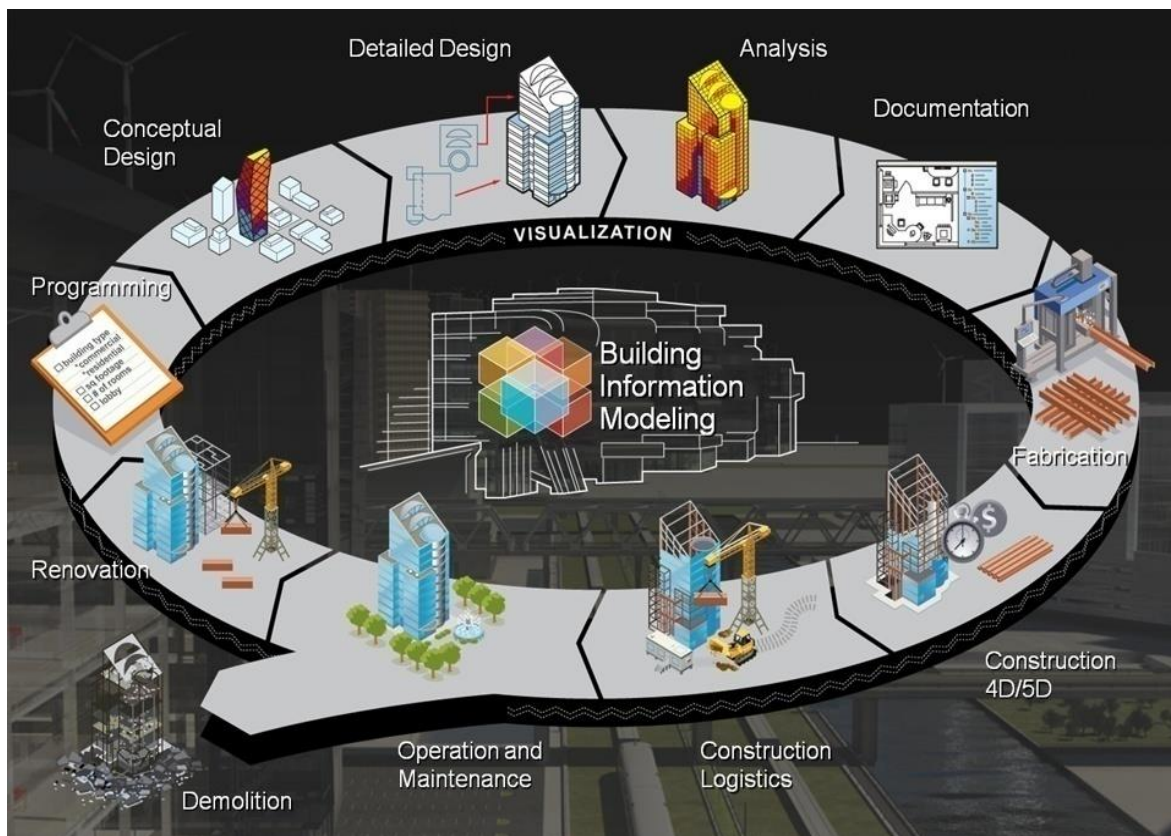 Detailed Design
Analysis
Documentation
Conceptual
Design
VISUALIZATION
Programming
building type
*commercial
*residential
sq footage
# of rooms
lobby
Building
Information
Modeling
Fabrication
$
Renovation
Construction
4D/5D
Operation and
Maintenance
Construction
Logistics
Demolition